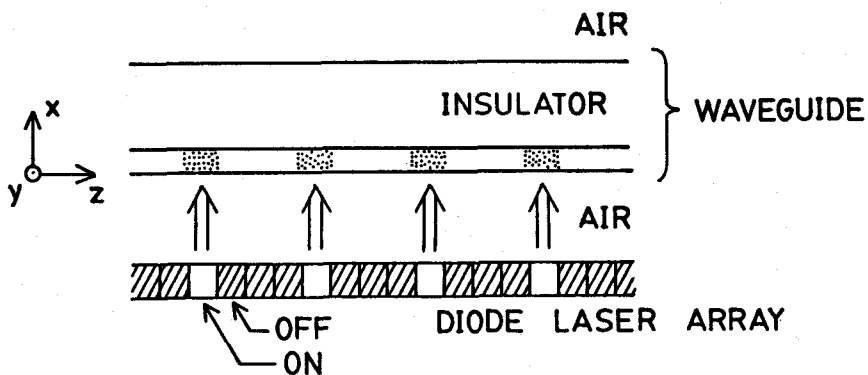 AIR
INSULATOR
WAVEGUIDE
x
y
z
AIR
OFF
DIODE LASER ARRAY
ON